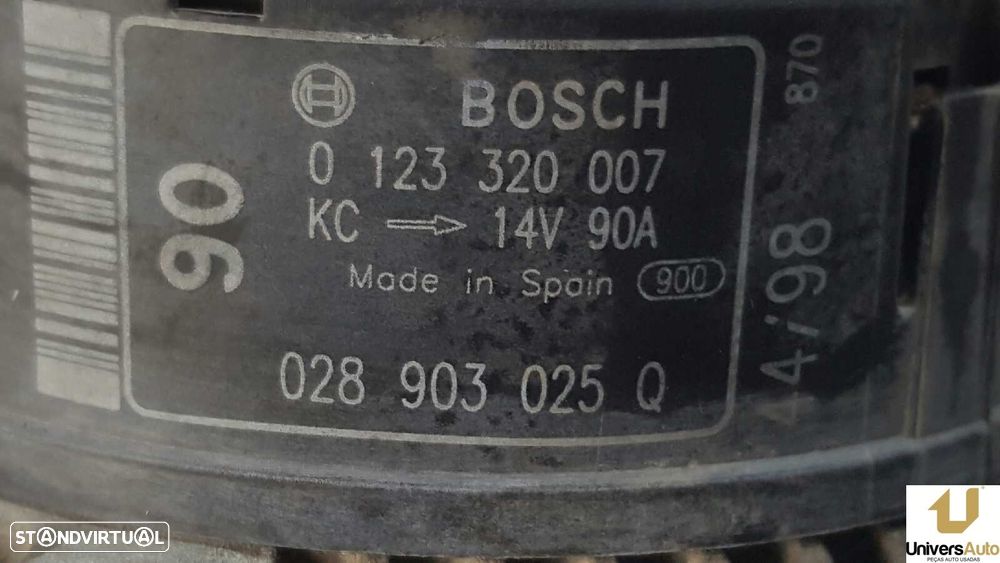 BOSCH
0 123 320 007
KC → 14V 90A
Made in Spain 900
028 903 025 Q
90
4/98
870
STANDVIRTUAL
UniversAuto
PEÇAS AUTO USADAS